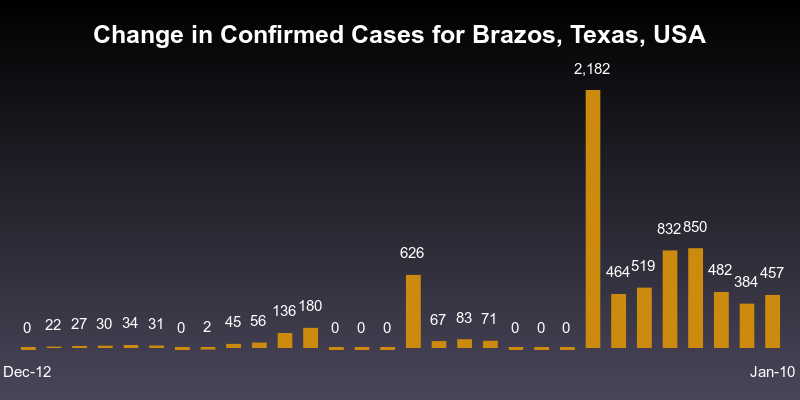 Change in Confirmed Cases for Brazos, Texas, USA
2,182
832 850
626
464 519 482 384 457
136 180
0 22 27 30 34 31 0 2 45 56 0 0 0 67 83 71 0 0 0
Dec-12 Jan-10